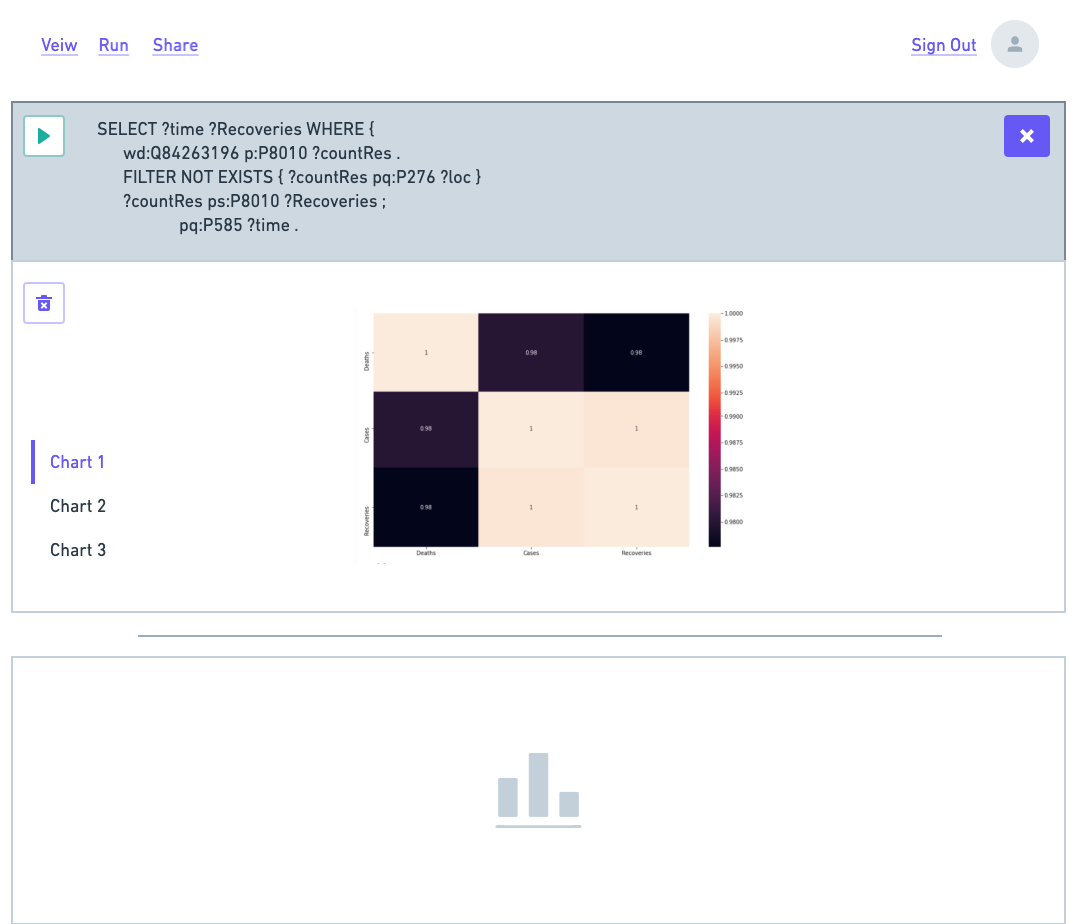 Veiw Run Share Sign Out
SELECT ?time ?Recoveries WHERE {
wd:Q84263196 p:P8010 ?countRes .
FILTER NOT EXISTS { ?countRes pq:P276 ?loc }
?countRes ps:P8010 ?Recoveries ;
pq:P585 ?time .
Chart 1
Chart 2
Chart 3
Deaths
Cases
Recoveries
1 0.98 0.98
0.98 1 1
0.98 1 1
Deaths Cases Recoveries
1.0000
0.9975
0.9950
0.9925
0.9900
0.9875
0.9850
0.9825
0.9800